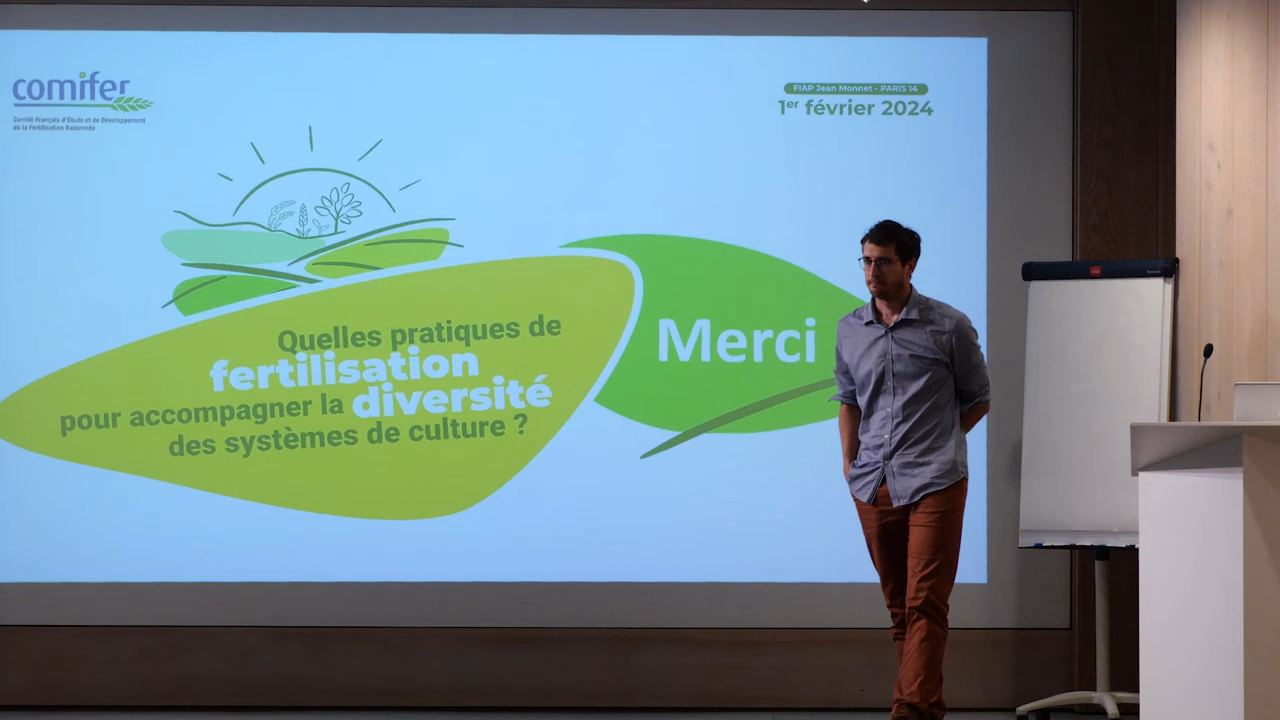 comifer
Comité Français d'Étude et de Développement
de la Fertilisation Raisonnée
FIAP Jean Monnet - PARIS 14
1er février 2024
Quelles pratiques de
fertilisation
pour accompagner la diversité
des systèmes de culture ?
Merci